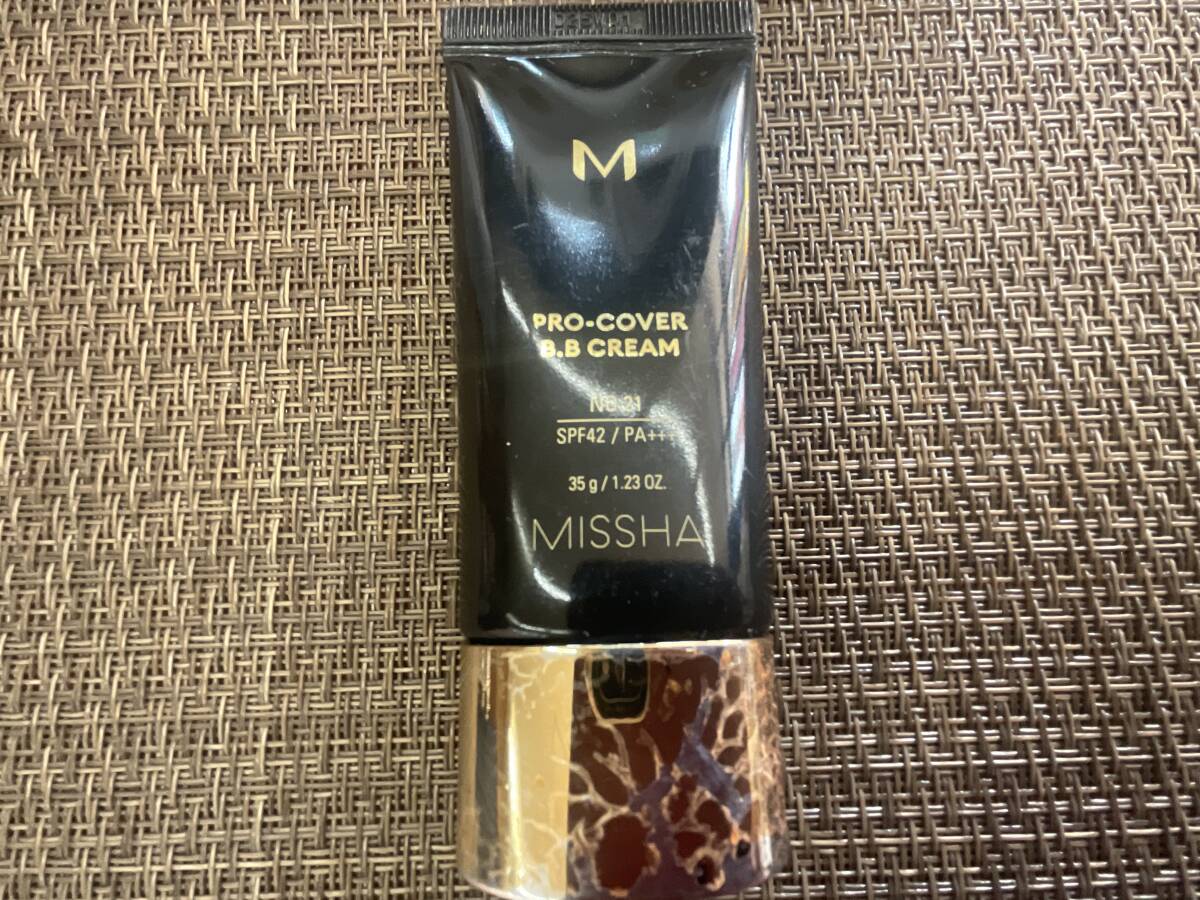 M
PRO-COVER
B.B CREAM
NO 21
SPF42 / PA+++
35 g / 1.23 OZ.
MISSHA